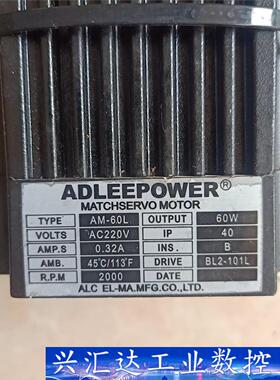 ADLEEPOWER®
MATCHSERVO MOTOR
TYPE AM-60L OUTPUT 60W
VOLTS AC220V IP 40
AMP.S 0.32A INS. B
AMB. 45℃/113℉ DRIVE BL2-101L
R.P.M 2000 DATE
ALC EL-MA.MFG.CO.,LTD.
兴汇达工业数控